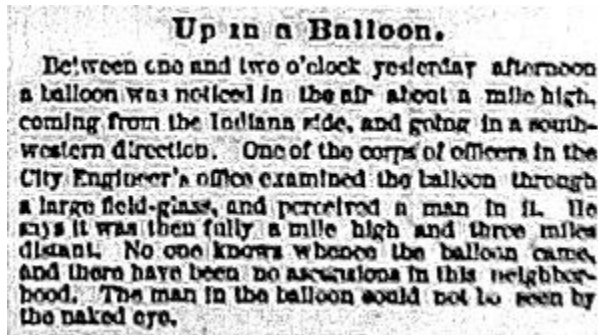 Up in a Balloon.
Between one and two o'clock yesterday afternoon
a balloon was noticed in the air about a mile high,
coming from the Indiana side, and going in a south-
western direction. One of the corps of officers in the
City Engineer's office examined the balloon through
a large field-glass, and perceived a man in it. He
says it was then fully a mile high and three miles
distant. No one knows whence the balloon came,
and there have been no ascensions in this neighbor-
hood. The man in the balloon could not be seen by
the naked eye.